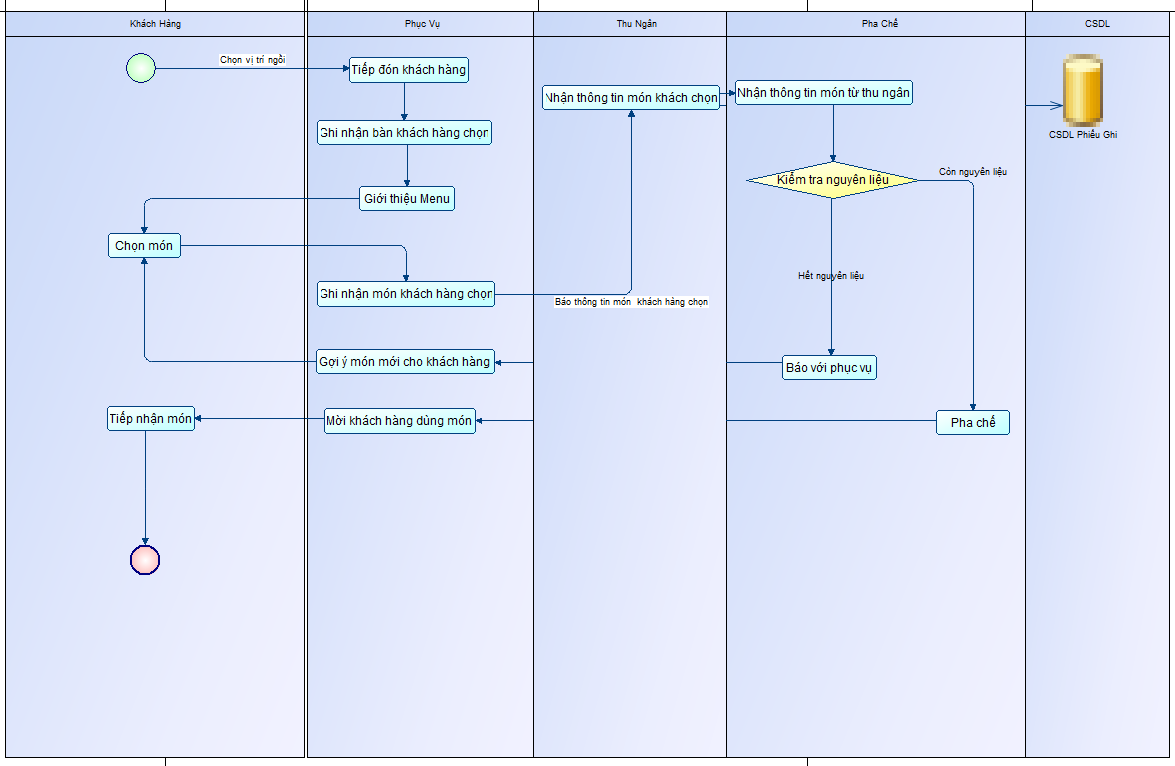 Khách Hàng
Phục Vụ
Thu Ngân
Pha Chế
CSDL
Chọn vị trí ngồi
Tiếp đón khách hàng
Nhận thông tin món khách chọn
Nhận thông tin món từ thu ngân
CSDL Phiếu Ghi
Ghi nhận bàn khách hàng chọn
Kiểm tra nguyên liệu
Còn nguyên liệu
Giới thiệu Menu
Chọn món
Hết nguyên liệu
Ghi nhận món khách hàng chọn
Báo thông tin món khách hàng chọn
Gợi ý món mới cho khách hàng
Báo với phục vụ
Tiếp nhận món
Mời khách hàng dùng món
Pha chế